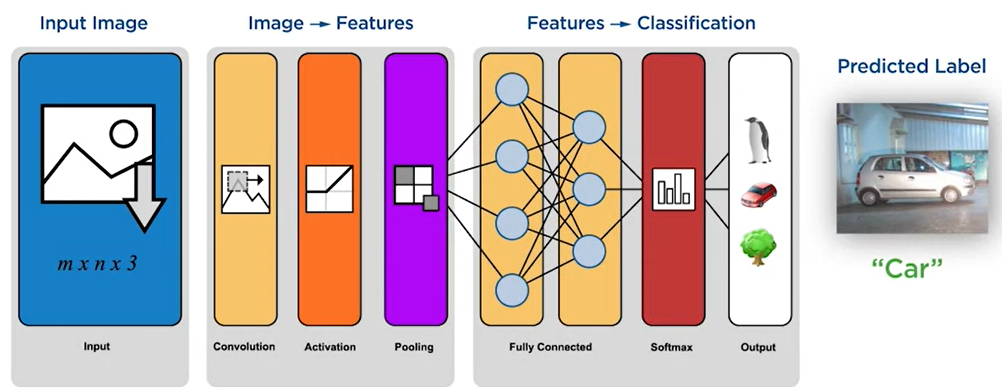 Input Image
Image → Features
Features → Classification
Predicted Label
m x n x 3
Input
Convolution
Activation
Pooling
Fully Connected
Softmax
Output
“Car”